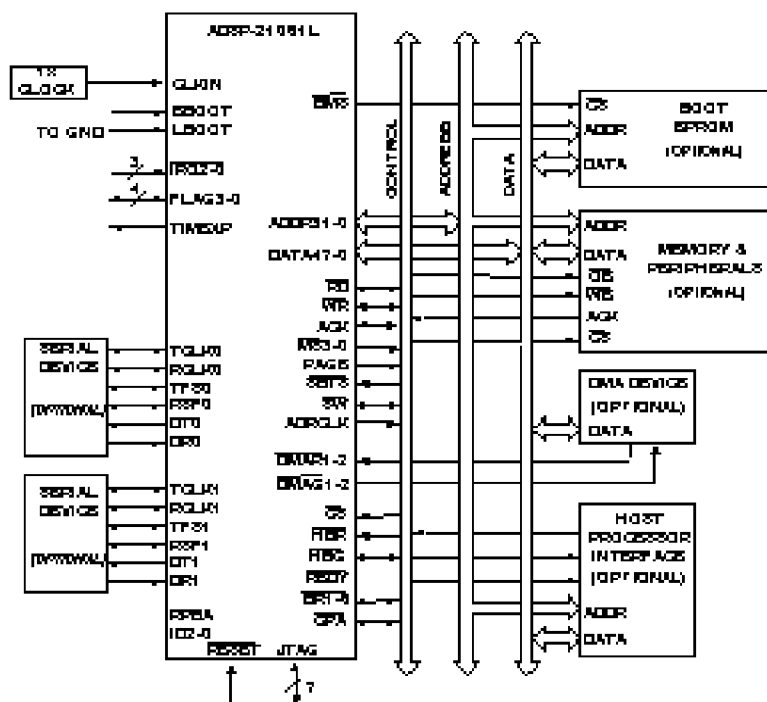 ADSP-21061L
1X
CLOCK
CLKIN
EBOOT
LBOOT
TO GND
3
IRQ2-0
4
FLAG3-0
TIMEXP
BMS
CONTROL
ADDRESS
DATA
CS
ADDR
DATA
BOOT
EPROM
(OPTIONAL)
ADDR31-0
DATA47-0
ADDR
DATA
OE
WE
ACK
CS
MEMORY &
PERIPHERALS
(OPTIONAL)
RD
WR
ACK
MS3-0
PAGE
SBTS
SW
ADRCLK
DMAR1-2
DMAG1-2
CS
HBR
HBG
REDY
BR1-6
CPA
SERIAL
DEVICE
(OPTIONAL)
TCLK0
RCLK0
TFS0
RSF0
DT0
DR0
SERIAL
DEVICE
(OPTIONAL)
TCLK1
RCLK1
TFS1
RSF1
DT1
DR1
RPBA
ID2-0
RESET
JTAG
7
DMA DEVICE
(OPTIONAL)
DATA
HOST
PROCESSOR
INTERFACE
(OPTIONAL)
ADDR
DATA